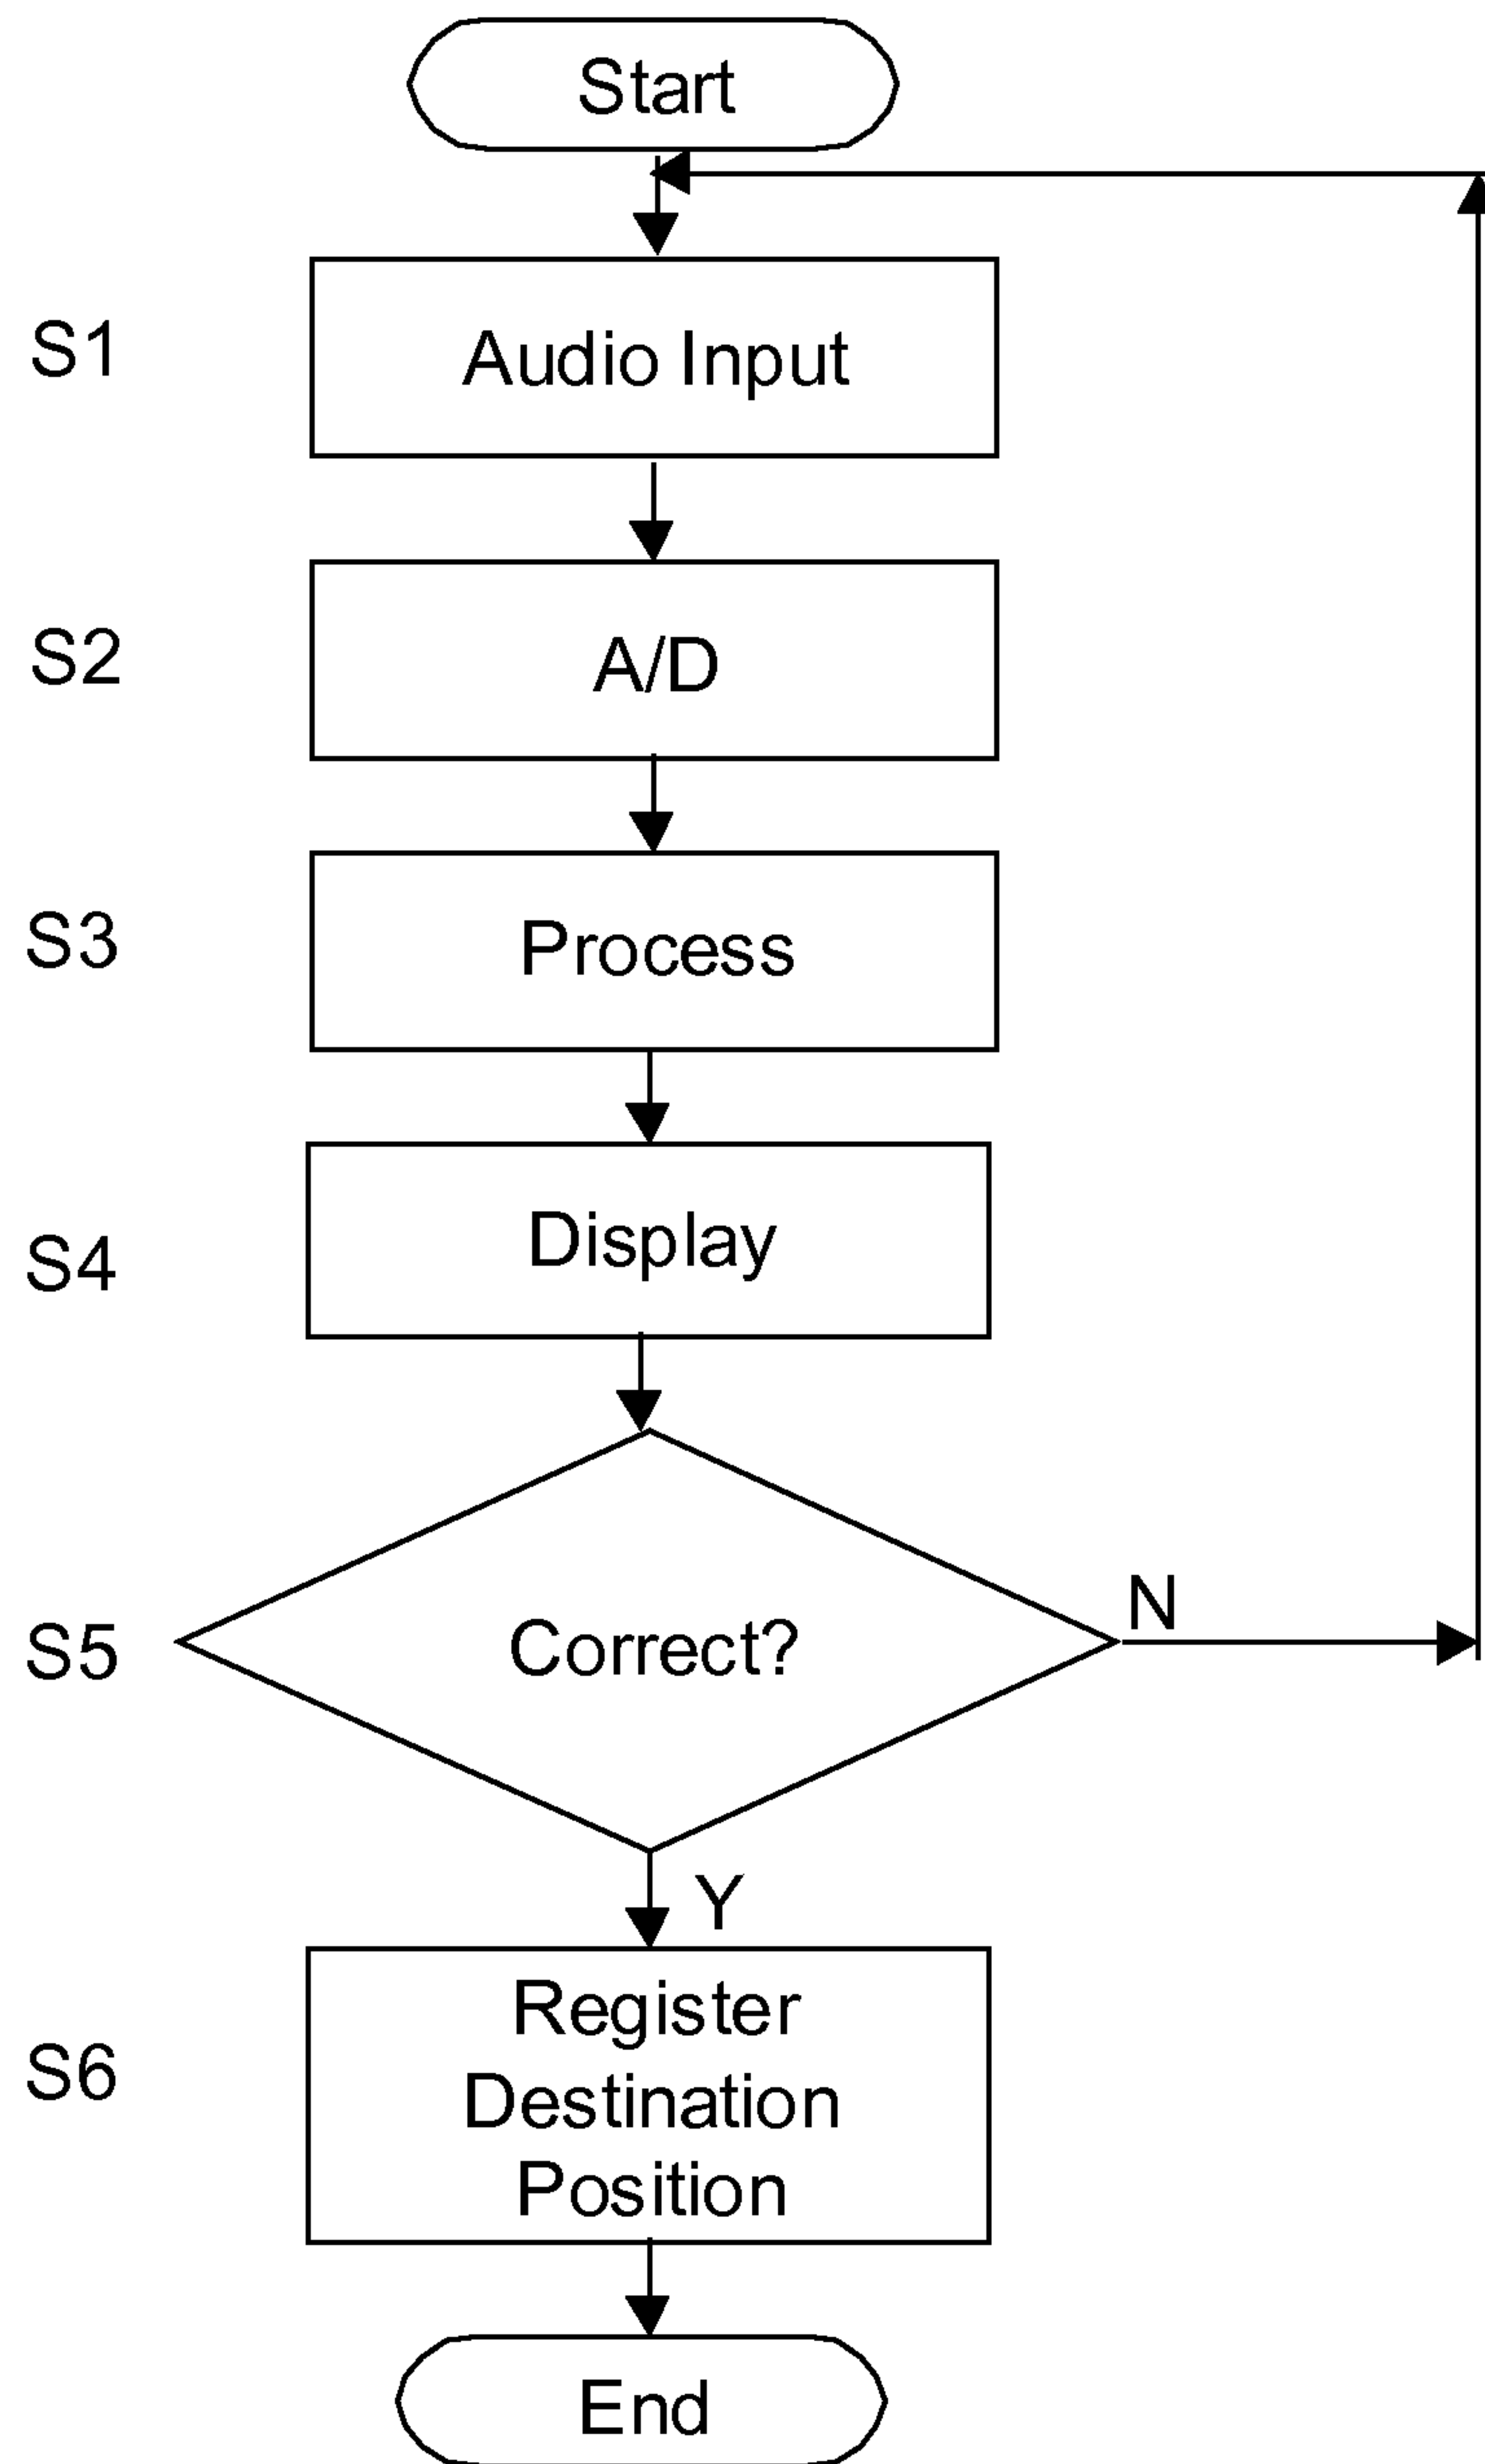 Start
S1
Audio Input
S2
A/D
S3
Process
S4
Display
S5
Correct?
N
Y
S6
Register
Destination
Position
End